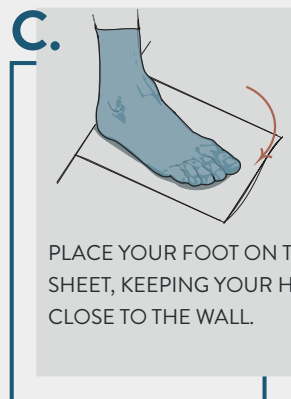 C.
PLACE YOUR FOOT ON
SHEET, KEEPING YOUR
CLOSE TO THE WALL.